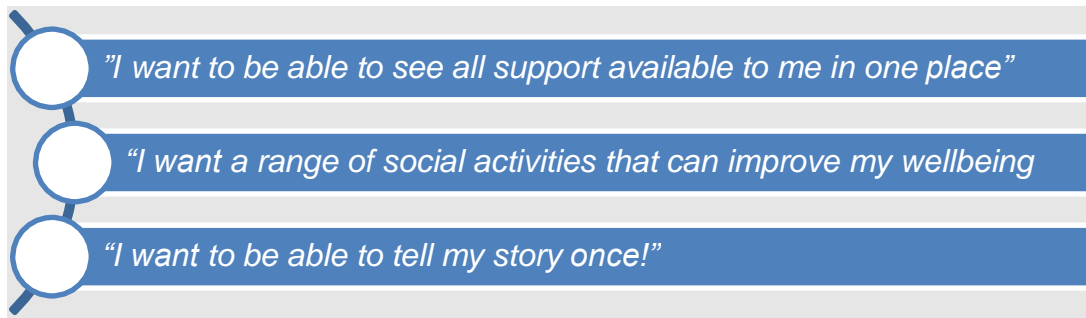 ”I want to be able to see all support available to me in one place”
“I want a range of social activities that can improve my wellbeing
“I want to be able to tell my story once!”